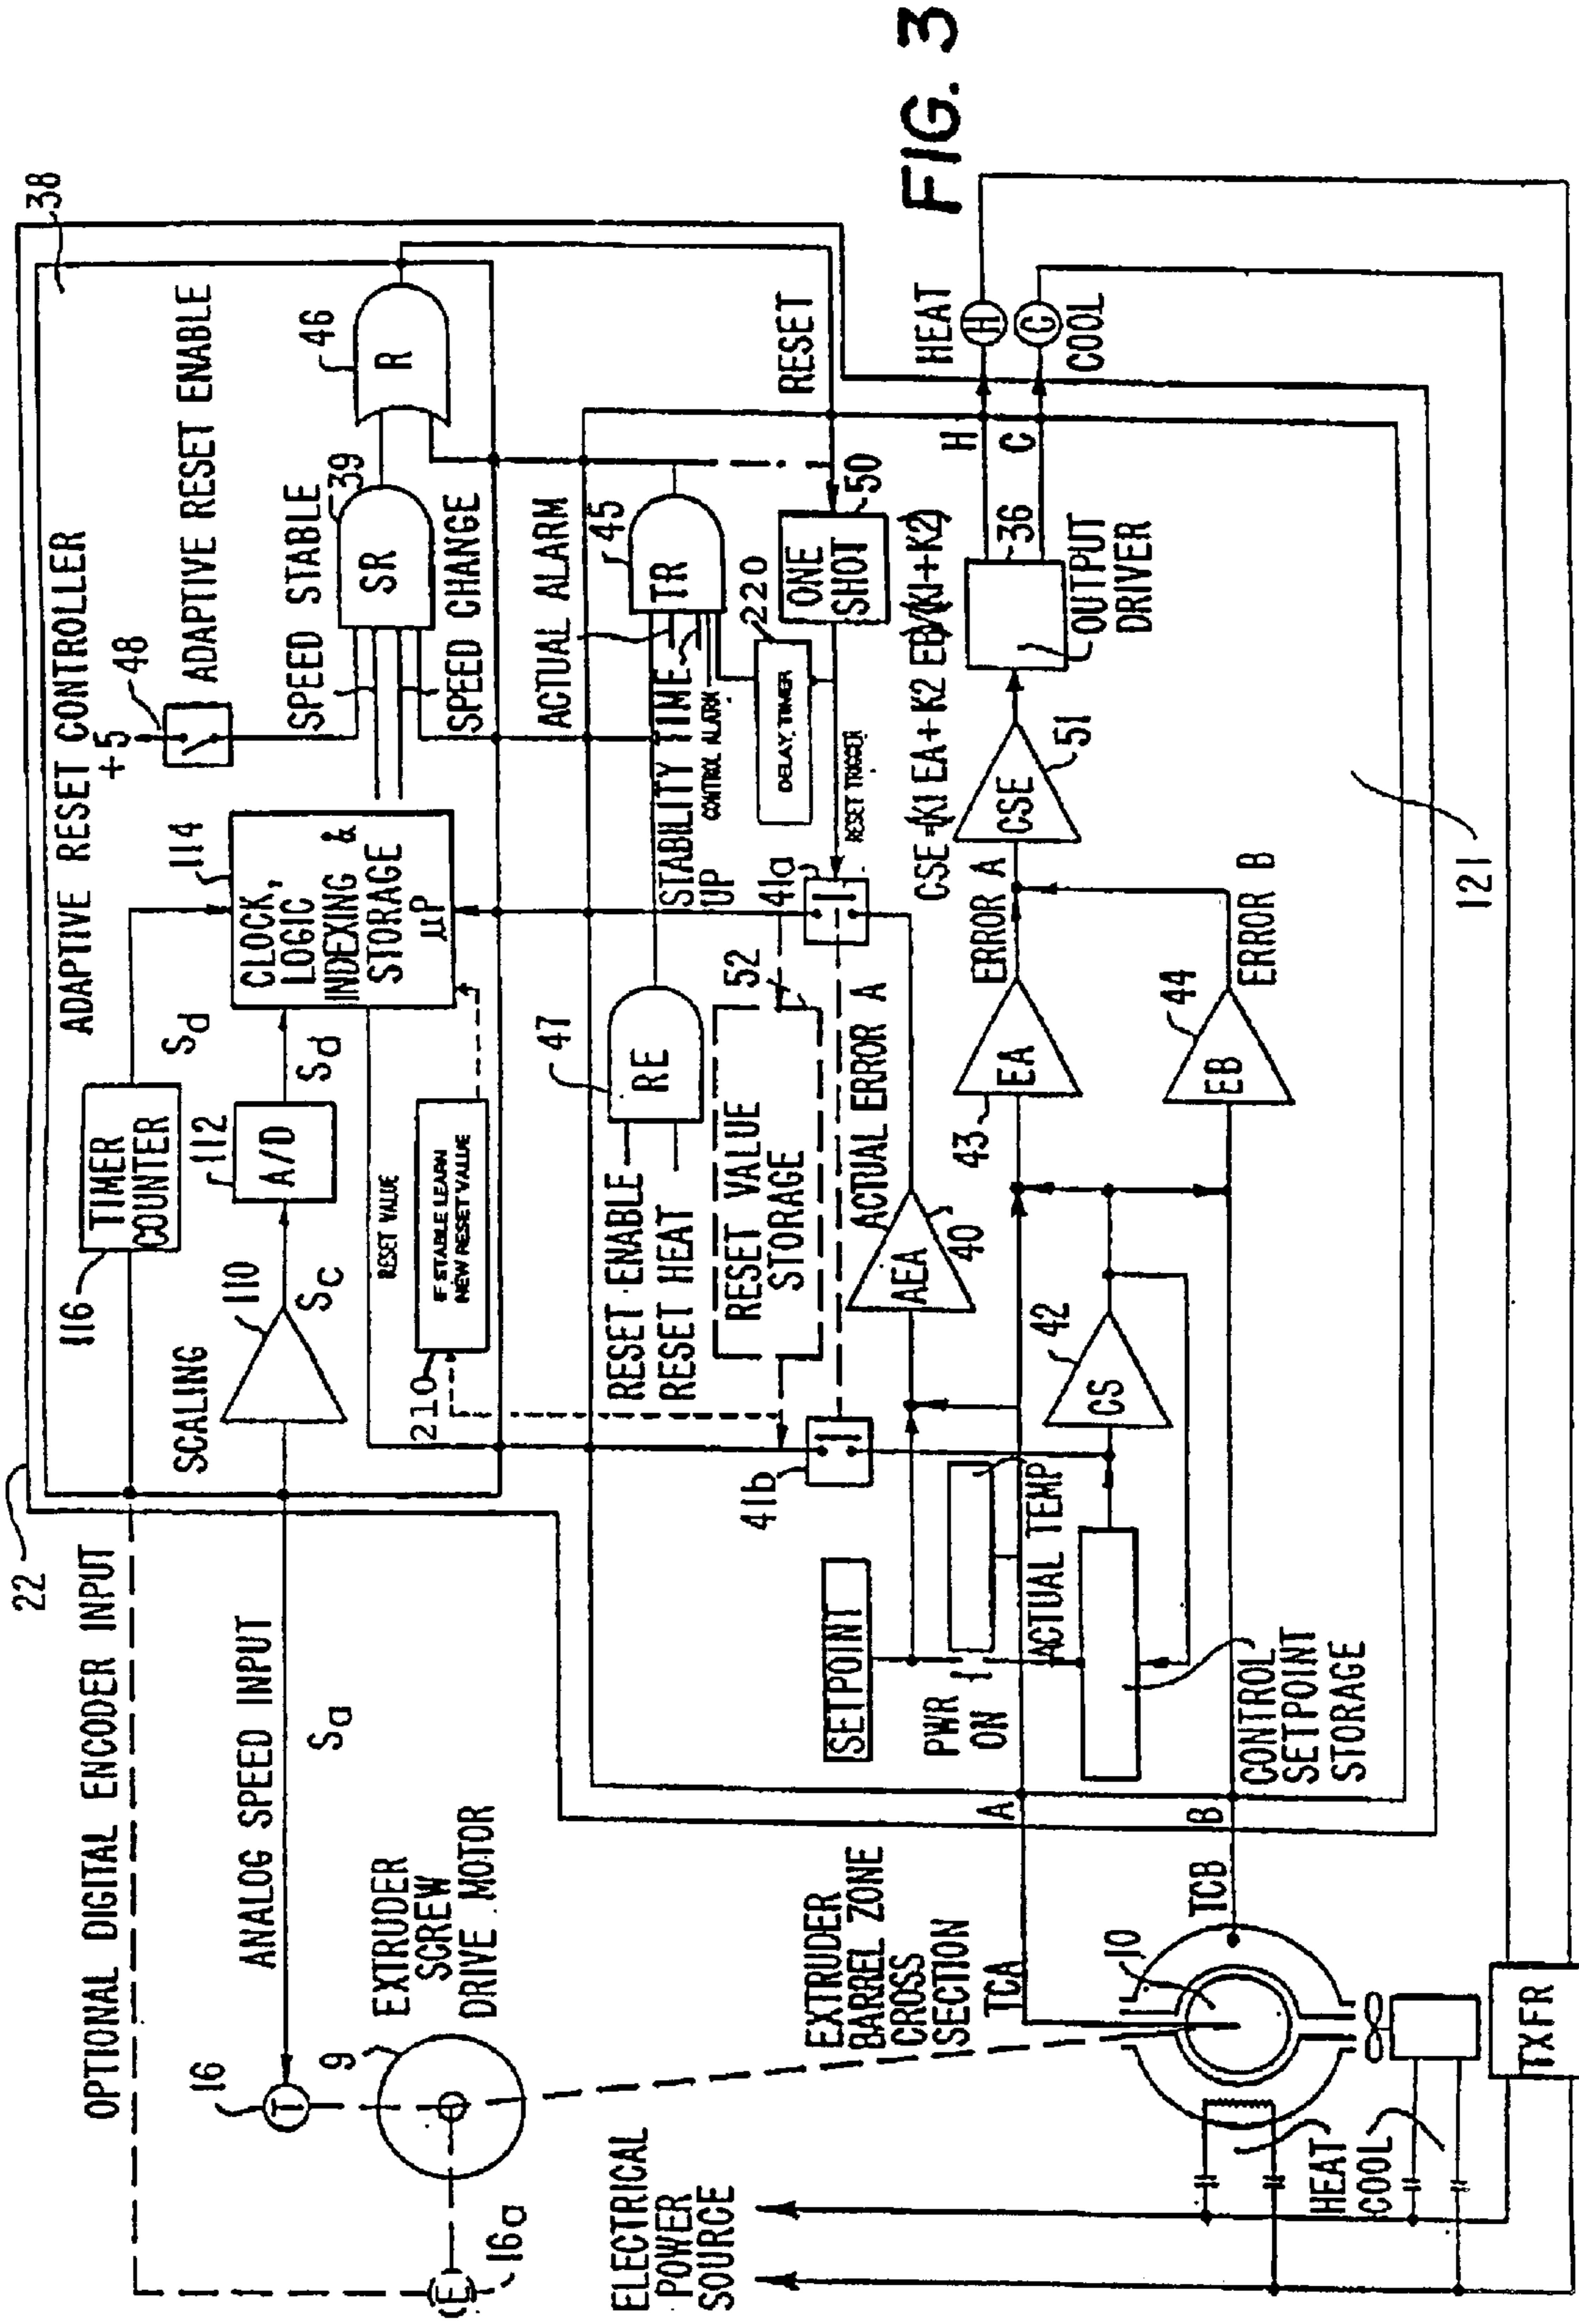 FIG. 3
22
38
ADAPTIVE RESET CONTROLLER
+5
48
ADAPTIVE RESET ENABLE
OPTIONAL DIGITAL ENCODER INPUT
116
TIMER
COUNTER
Sd
114
CLOCK,
LOGIC
INDEXING &
STORAGE
µP
SCALING
110
Sc
112
A/D
Sd
ANALOG SPEED INPUT
Sa
16
T
9
EXTRUDER
SCREW
DRIVE MOTOR
(E)
16a
SPEED STABLE
SPEED CHANGE
SR
39
R
46
RESET VALUE
210
IF STABLE LEARN
NEW RESET VALUE
47
RE
RESET ENABLE
RESET HEAT
ACTUAL ALARM
45
TR
STABILITY TIME
UP
CONTROL ALARM
220
DELAY, TIMER
RESET
50
ONE
SHOT
RESET TRIGGER
52
RESET VALUE
STORAGE
41a
41b
ACTUAL ERROR A
AEA
40
SETPOINT
PWR
ON
ACTUAL TEMP
CONTROL
SETPOINT
STORAGE
CS
42
43
EA
ERROR A
EB
44
ERROR B
CSE=(K1 EA+K2 EB)/(K1+K2)
CSE
51
36
OUTPUT
DRIVER
H
C
HEAT
H
C
COOL
121
A
B
TCA
TCB
EXTRUDER
BARREL ZONE
CROSS
SECTION
10
ELECTRICAL
POWER
SOURCE
HEAT
COOL
TXFR